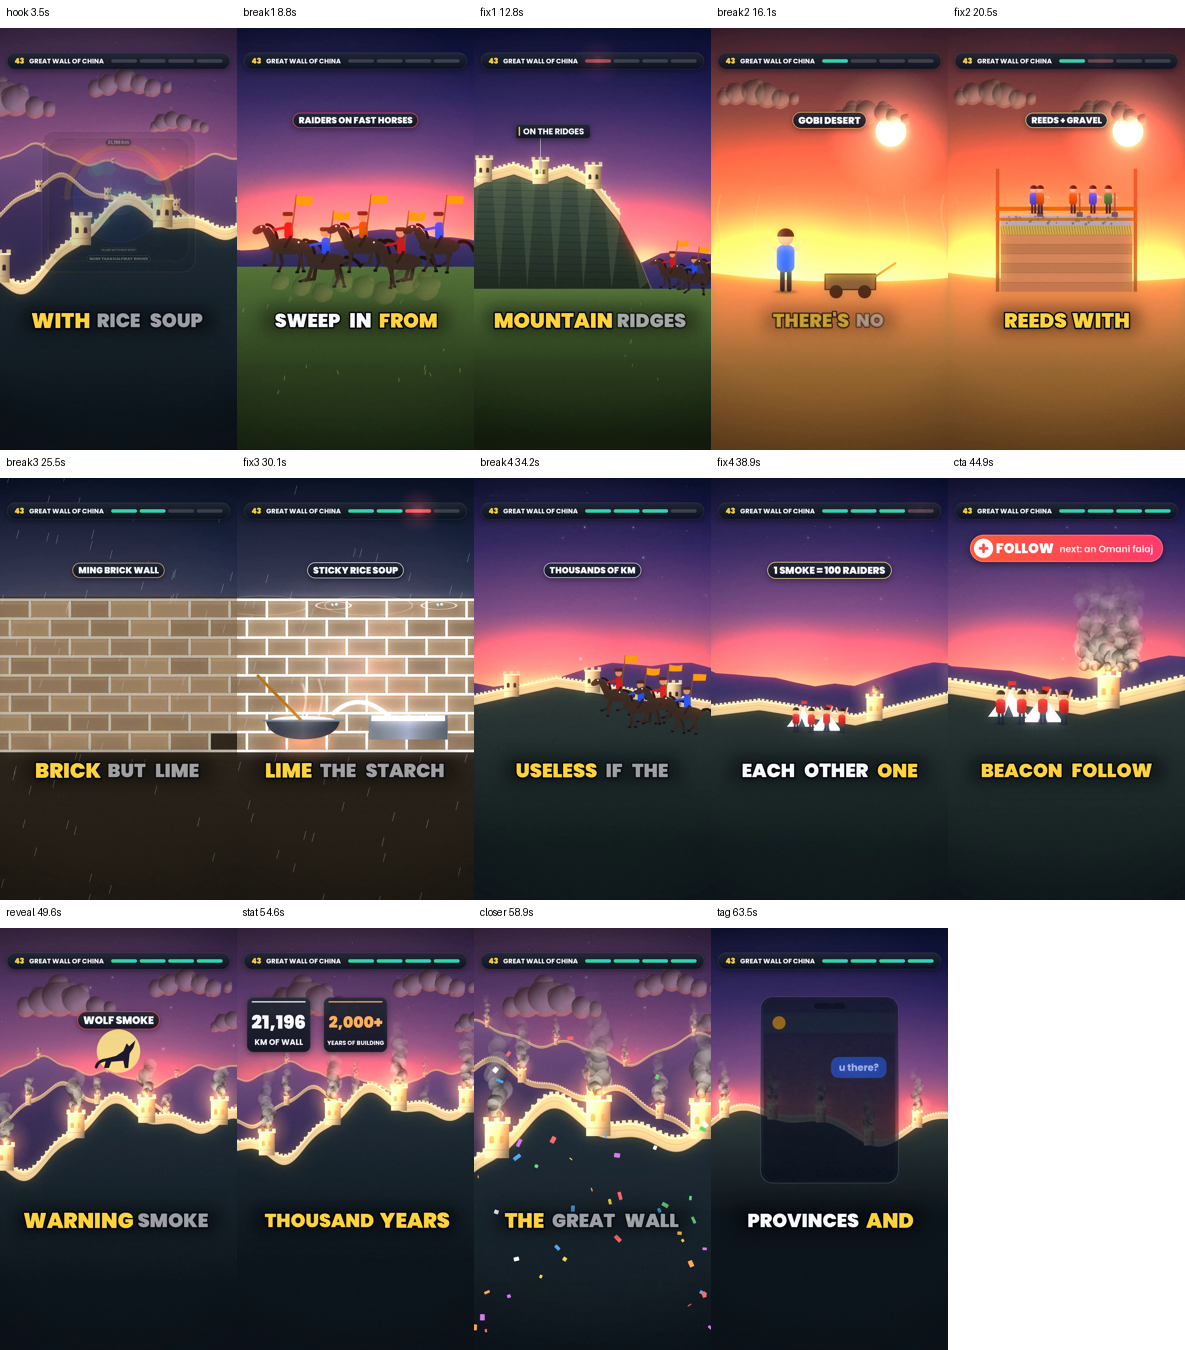 hook 3.5s
43 GREAT WALL OF CHINA
WITH RICE SOUP
break1 8.8s
43 GREAT WALL OF CHINA
RAIDERS ON FAST HORSES
SWEEP IN FROM
fix1 12.8s
43 GREAT WALL OF CHINA
ON THE RIDGES
MOUNTAIN RIDGES
break2 16.1s
43 GREAT WALL OF CHINA
GOBI DESERT
THERE'S NO
fix2 20.5s
43 GREAT WALL OF CHINA
REEDS + GRAVEL
REEDS WITH
break3 25.5s
43 GREAT WALL OF CHINA
MING BRICK WALL
BRICK BUT LIME
fix3 30.1s
43 GREAT WALL OF CHINA
STICKY RICE SOUP
LIME THE STARCH
break4 34.2s
43 GREAT WALL OF CHINA
THOUSANDS OF KM
USELESS IF THE
fix4 38.9s
43 GREAT WALL OF CHINA
1 SMOKE = 100 RAIDERS
EACH OTHER ONE
cta 44.9s
43 GREAT WALL OF CHINA
FOLLOW next: an Omani falaj
BEACON FOLLOW
reveal 49.6s
43 GREAT WALL OF CHINA
WOLF SMOKE
WARNING SMOKE
stat 54.6s
43 GREAT WALL OF CHINA
21,196
KM OF WALL
2,000+
YEARS OF BUILDING
THOUSAND YEARS
closer 58.9s
43 GREAT WALL OF CHINA
THE GREAT WALL
tag 63.5s
43 GREAT WALL OF CHINA
u there?
PROVINCES AND